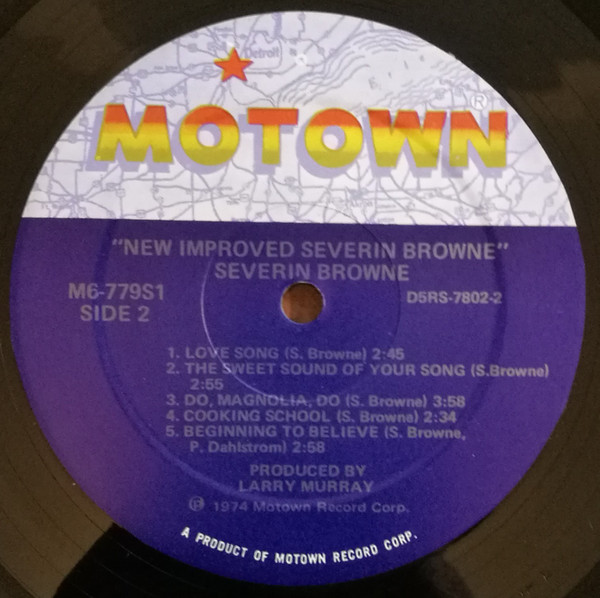 Detroit
MOTOWN®
"NEW IMPROVED SEVERIN BROWNE"
SEVERIN BROWNE
M6-779S1
SIDE 2
D5RS-7802-2
1. LOVE SONG (S. Browne) 2:45
2. THE SWEET SOUND OF YOUR SONG (S.Browne)
2:55
3. DO, MAGNOLIA, DO (S. Browne) 3:58
4. COOKING SCHOOL (S. Browne) 2:34
5. BEGINNING TO BELIEVE (S. Browne,
P. Dahlstrom) 2:58
PRODUCED BY
LARRY MURRAY
℗ 1974 Motown Record Corp.
A PRODUCT OF MOTOWN RECORD CORP.